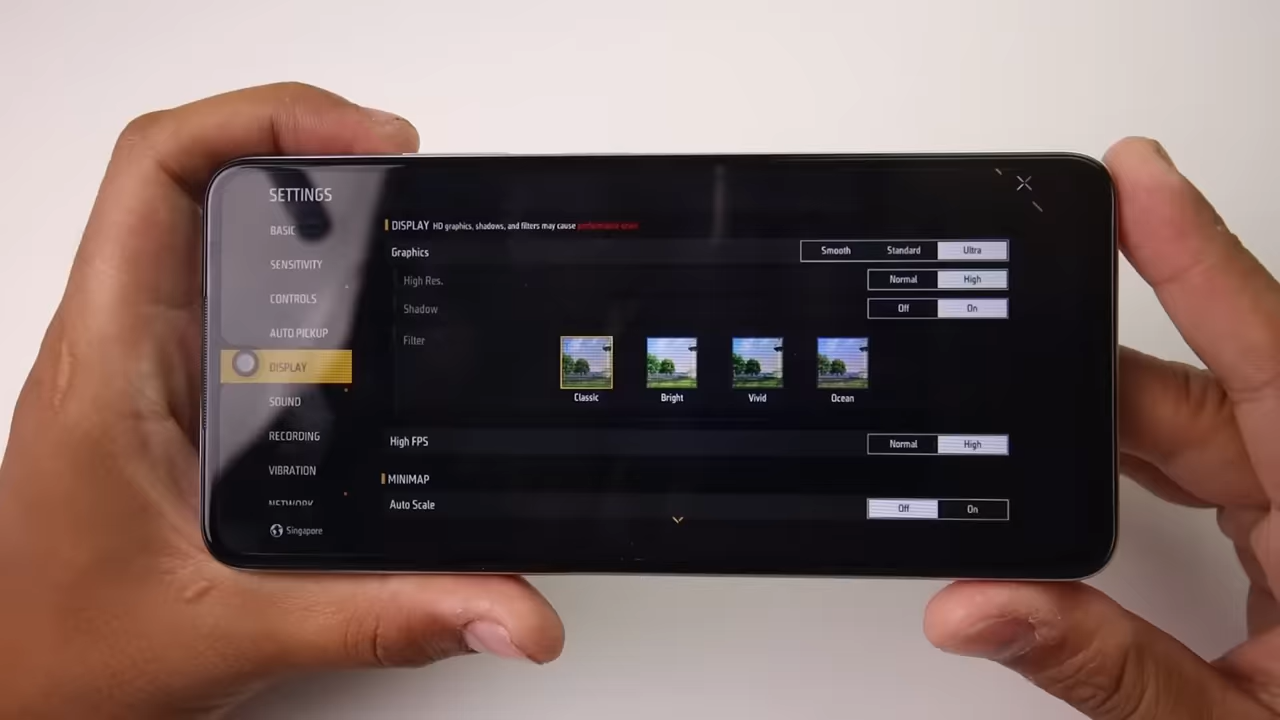 SETTINGS
BASIC
SENSITIVITY
CONTROLS
AUTO PICKUP
DISPLAY
SOUND
RECORDING
VIBRATION
NETWORK
Singapore
DISPLAY HD graphics, shadows, and filters may cause performance
Graphics Smooth Standard Ultra
High Res. Normal High
Shadow Off On
Filter
Classic Bright Vivid Ocean
High FPS Normal High
MINIMAP
Auto Scale Off On